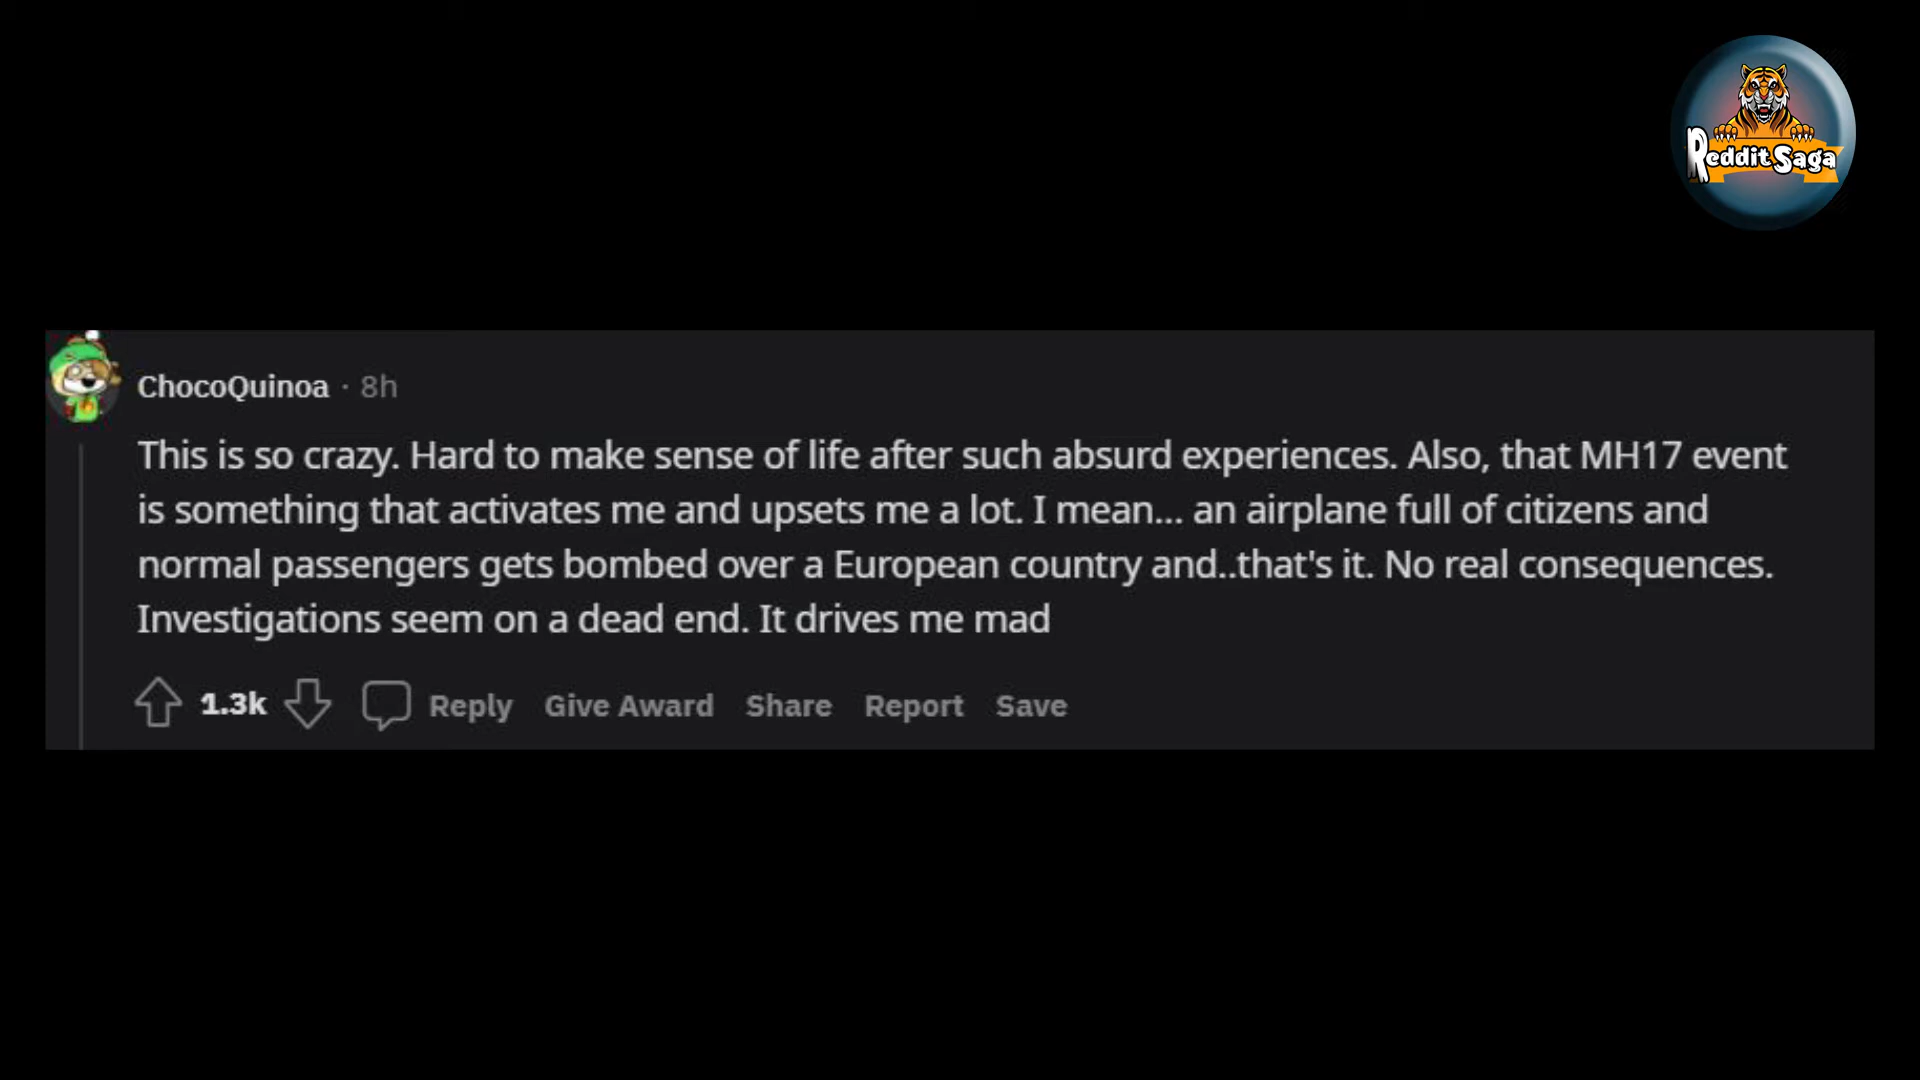 Reddit Saga
ChocoQuinoa · 8h
This is so crazy. Hard to make sense of life after such absurd experiences. Also, that MH17 event
is something that activates me and upsets me a lot. I mean... an airplane full of citizens and
normal passengers gets bombed over a European country and..that's it. No real consequences.
Investigations seem on a dead end. It drives me mad
1.3k Reply Give Award Share Report Save